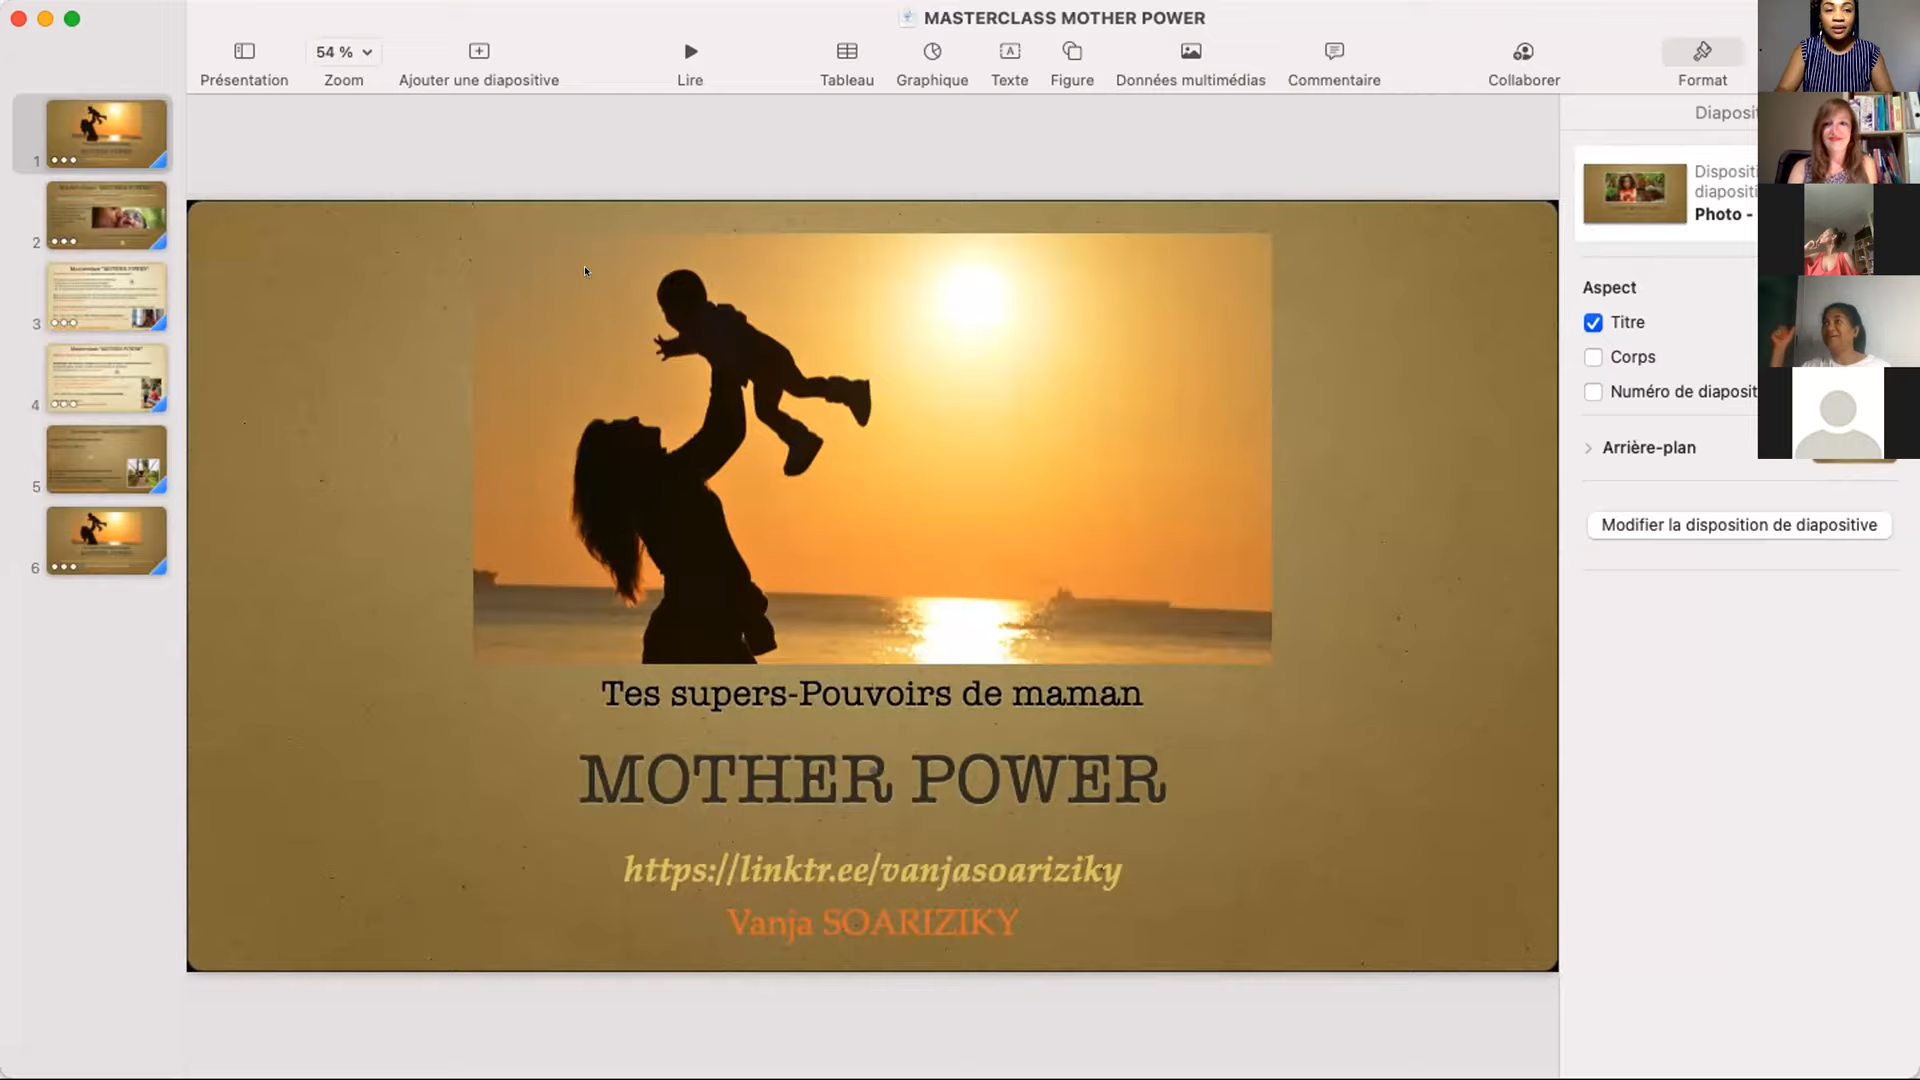 MASTERCLASS MOTHER POWER
54 %
Présentation
Zoom
Ajouter une diapositive
Lire
Tableau
Graphique
Texte
Figure
Données multimédias
Commentaire
Collaborer
Format
1
2
3
4
5
6
Tes supers-Pouvoirs de maman
MOTHER POWER
https://linktr.ee/vanjasoariziky
Vanja SOARIZIKY
Diaposit
Dispositi
diapositi
Photo -
Aspect
Titre
Corps
Numéro de diaposit
Arrière-plan
Modifier la disposition de diapositive